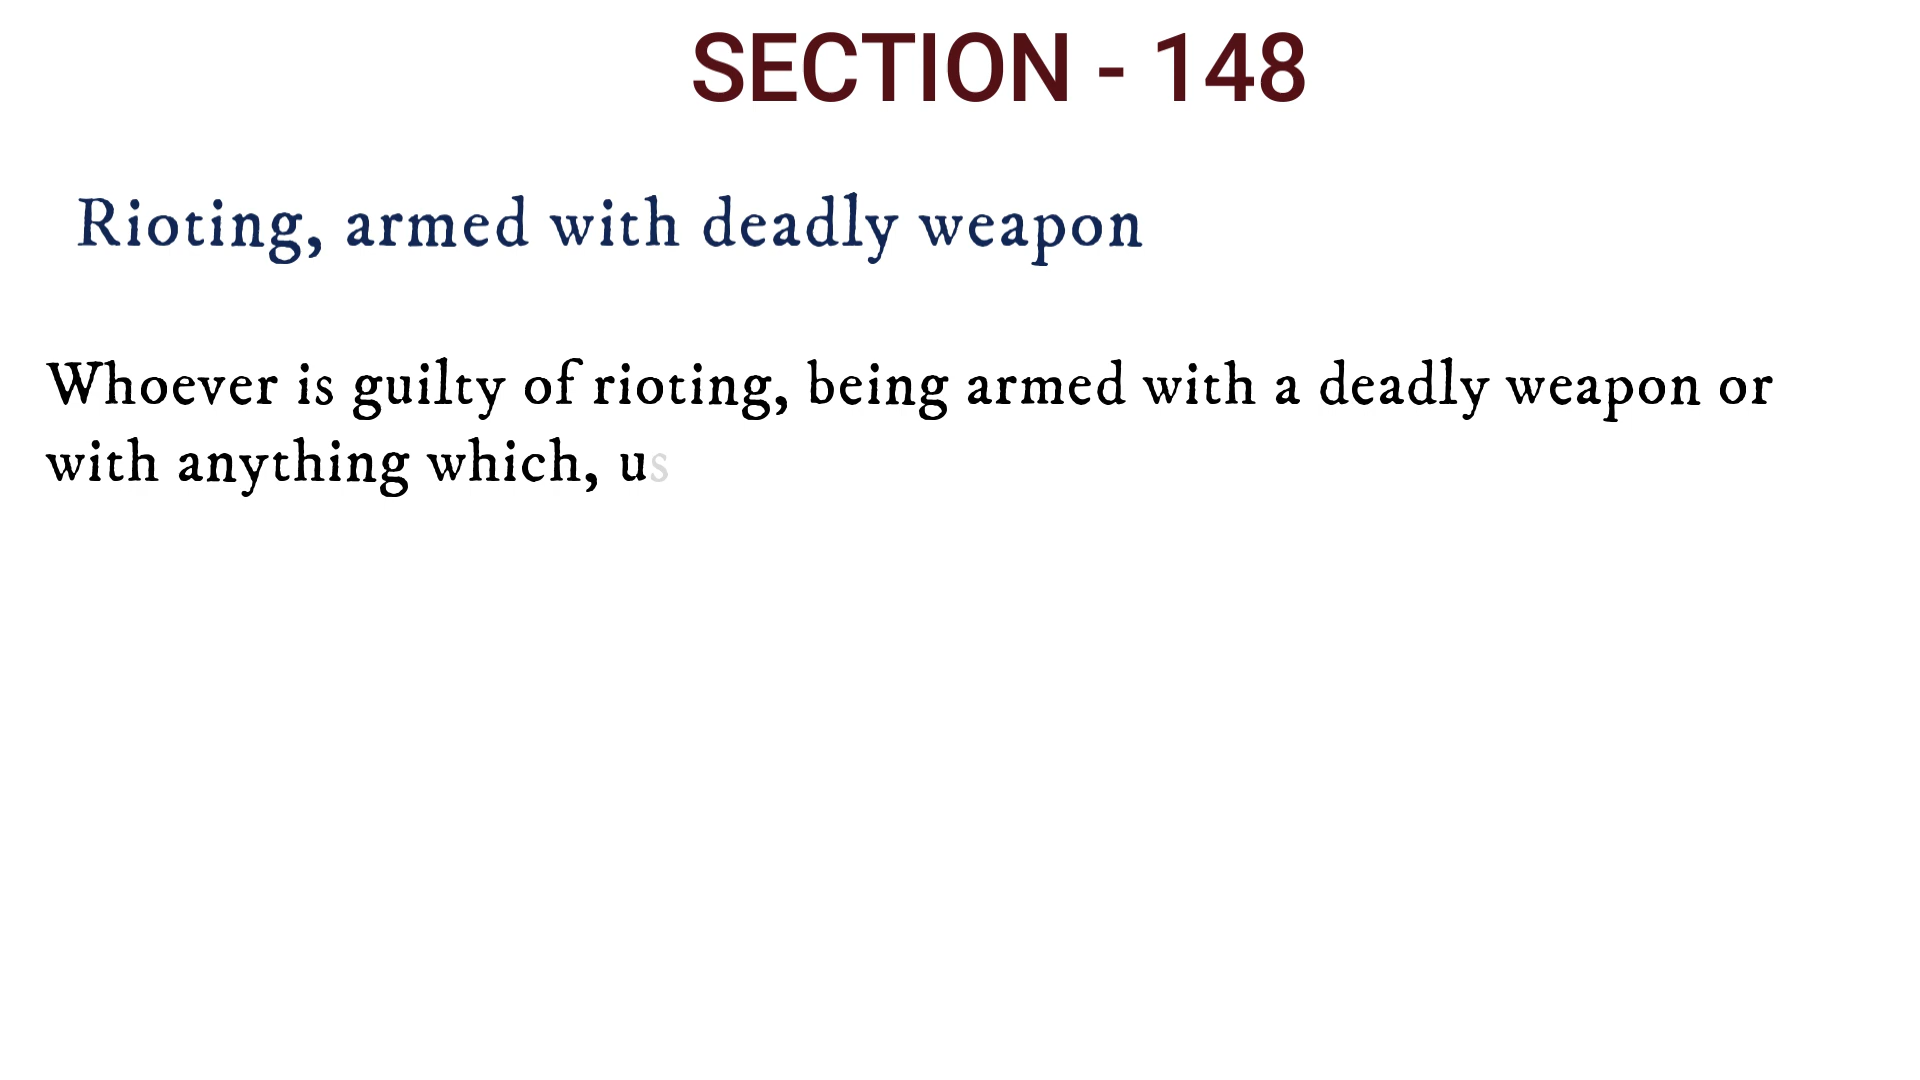 SECTION - 148
Rioting, armed with deadly weapon
Whoever is guilty of rioting, being armed with a deadly weapon or
with anything which, us